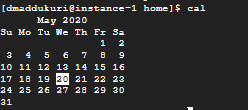 [dmaddukuri@instance-1 home]$ cal
      May 2020
Su Mo Tu We Th Fr Sa
                1  2
 3  4  5  6  7  8  9
10 11 12 13 14 15 16
17 18 19 20 21 22 23
24 25 26 27 28 29 30
31